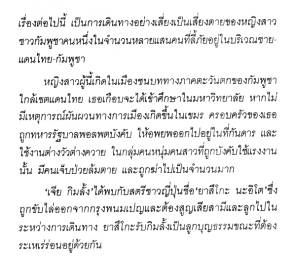 เรื่องต่อไปนี้ เป็นการเดินทางอย่างเสี่ยงเป็นเสี่ยงตายของหญิงสาว
ชาวกัมพูชาคนหนึ่งในจำนวนหลายแสนคนที่ลี้ภัยอยู่ในบริเวณชาย-
แดนไทย-กัมพูชา
หญิงสาวผู้นี้เกิดในเมืองชนบททางภาคตะวันตกของกัมพูชา
ใกล้เขตแดนไทย เธอเกือบจะได้เข้าศึกษาในมหาวิทยาลัย หากไม่
มีเหตุการณ์ผันผวนทางการเมืองเกิดขึ้นในเขมร ครอบครัวของเธอ
ถูกทหารรัฐบาลพอลพตบังคับ ให้อพยพออกไปอยู่ในที่กันดาร และ
ใช้งานต่างวัวต่างควาย ในกลุ่มคนหนุ่มคนสาวที่ถูกบังคับใช้แรงงาน
นั้น มีคนเจ็บป่วยล้มตาย และถูกฆ่าไปเป็นจำนวนมาก
'เจีย กิมลั้ง'ได้พบกับสตรีชาวญี่ปุ่นชื่อ'ยาสึโกะ นะอิโต'ซึ่ง
ถูกขับไล่ออกจากกรุงพนมเปญและต้องสูญเสียสามีและลูกไปใน
ระหว่างการเดินทาง ยาสึโกะรับกิมลั้งเป็นลูกบุญธรรมขณะที่ต้อง
ระเหเร่ร่อนอยู่ด้วยกัน